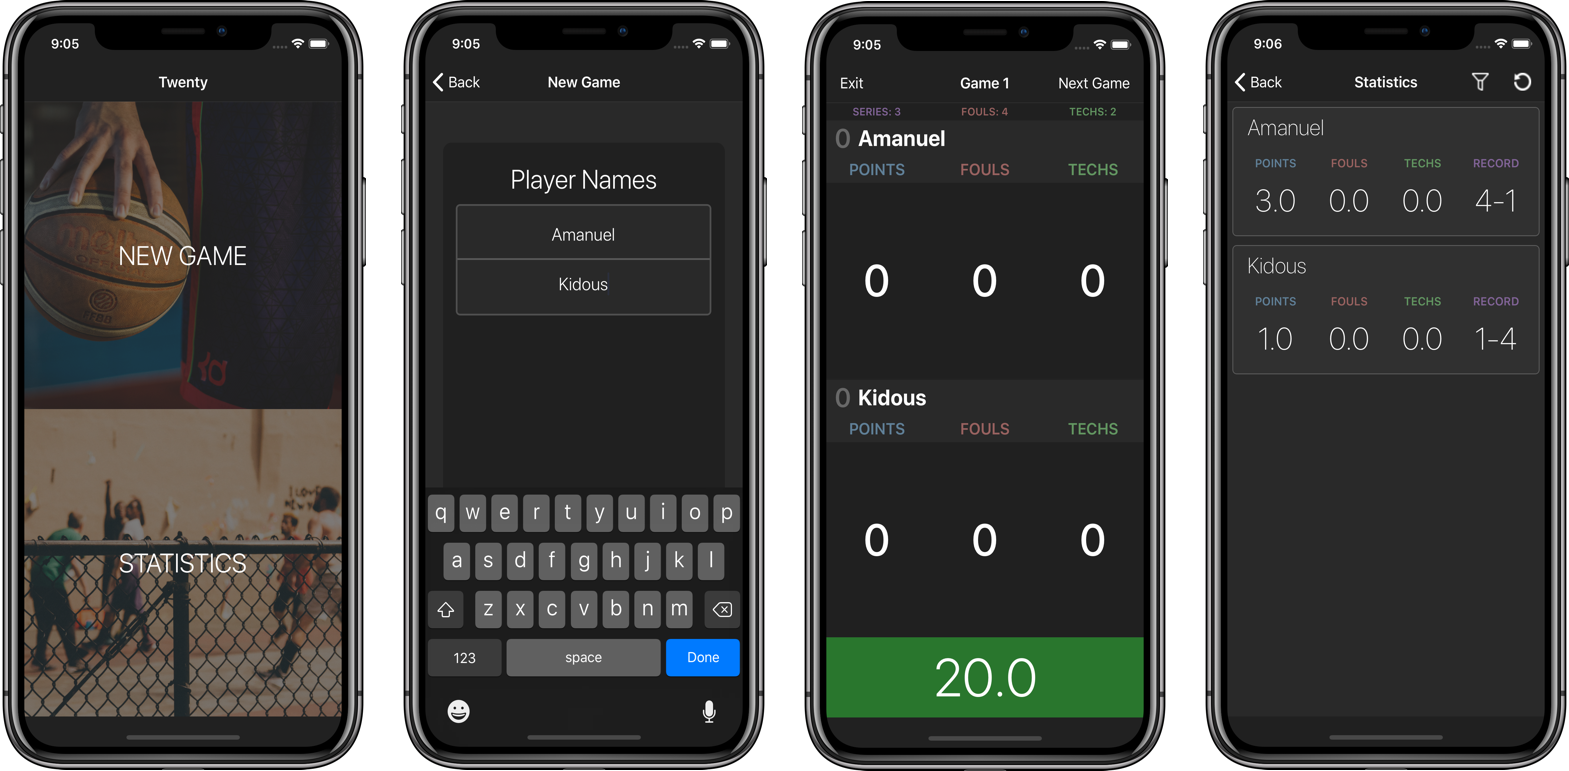 9:05
Twenty
NEW GAME
STATISTICS
9:05
Back New Game
Player Names
Amanuel
Kidous
q w e r t y u i o p
a s d f g h j k l
z x c v b n m
123 space Done
9:05
Exit Game 1 Next Game
SERIES: 3 FOULS: 4 TECHS: 2
0 Amanuel
POINTS FOULS TECHS
0 0 0
0 Kidous
POINTS FOULS TECHS
0 0 0
20.0
9:06
Back Statistics
Amanuel
POINTS FOULS TECHS RECORD
3.0 0.0 0.0 4-1
Kidous
POINTS FOULS TECHS RECORD
1.0 0.0 0.0 1-4